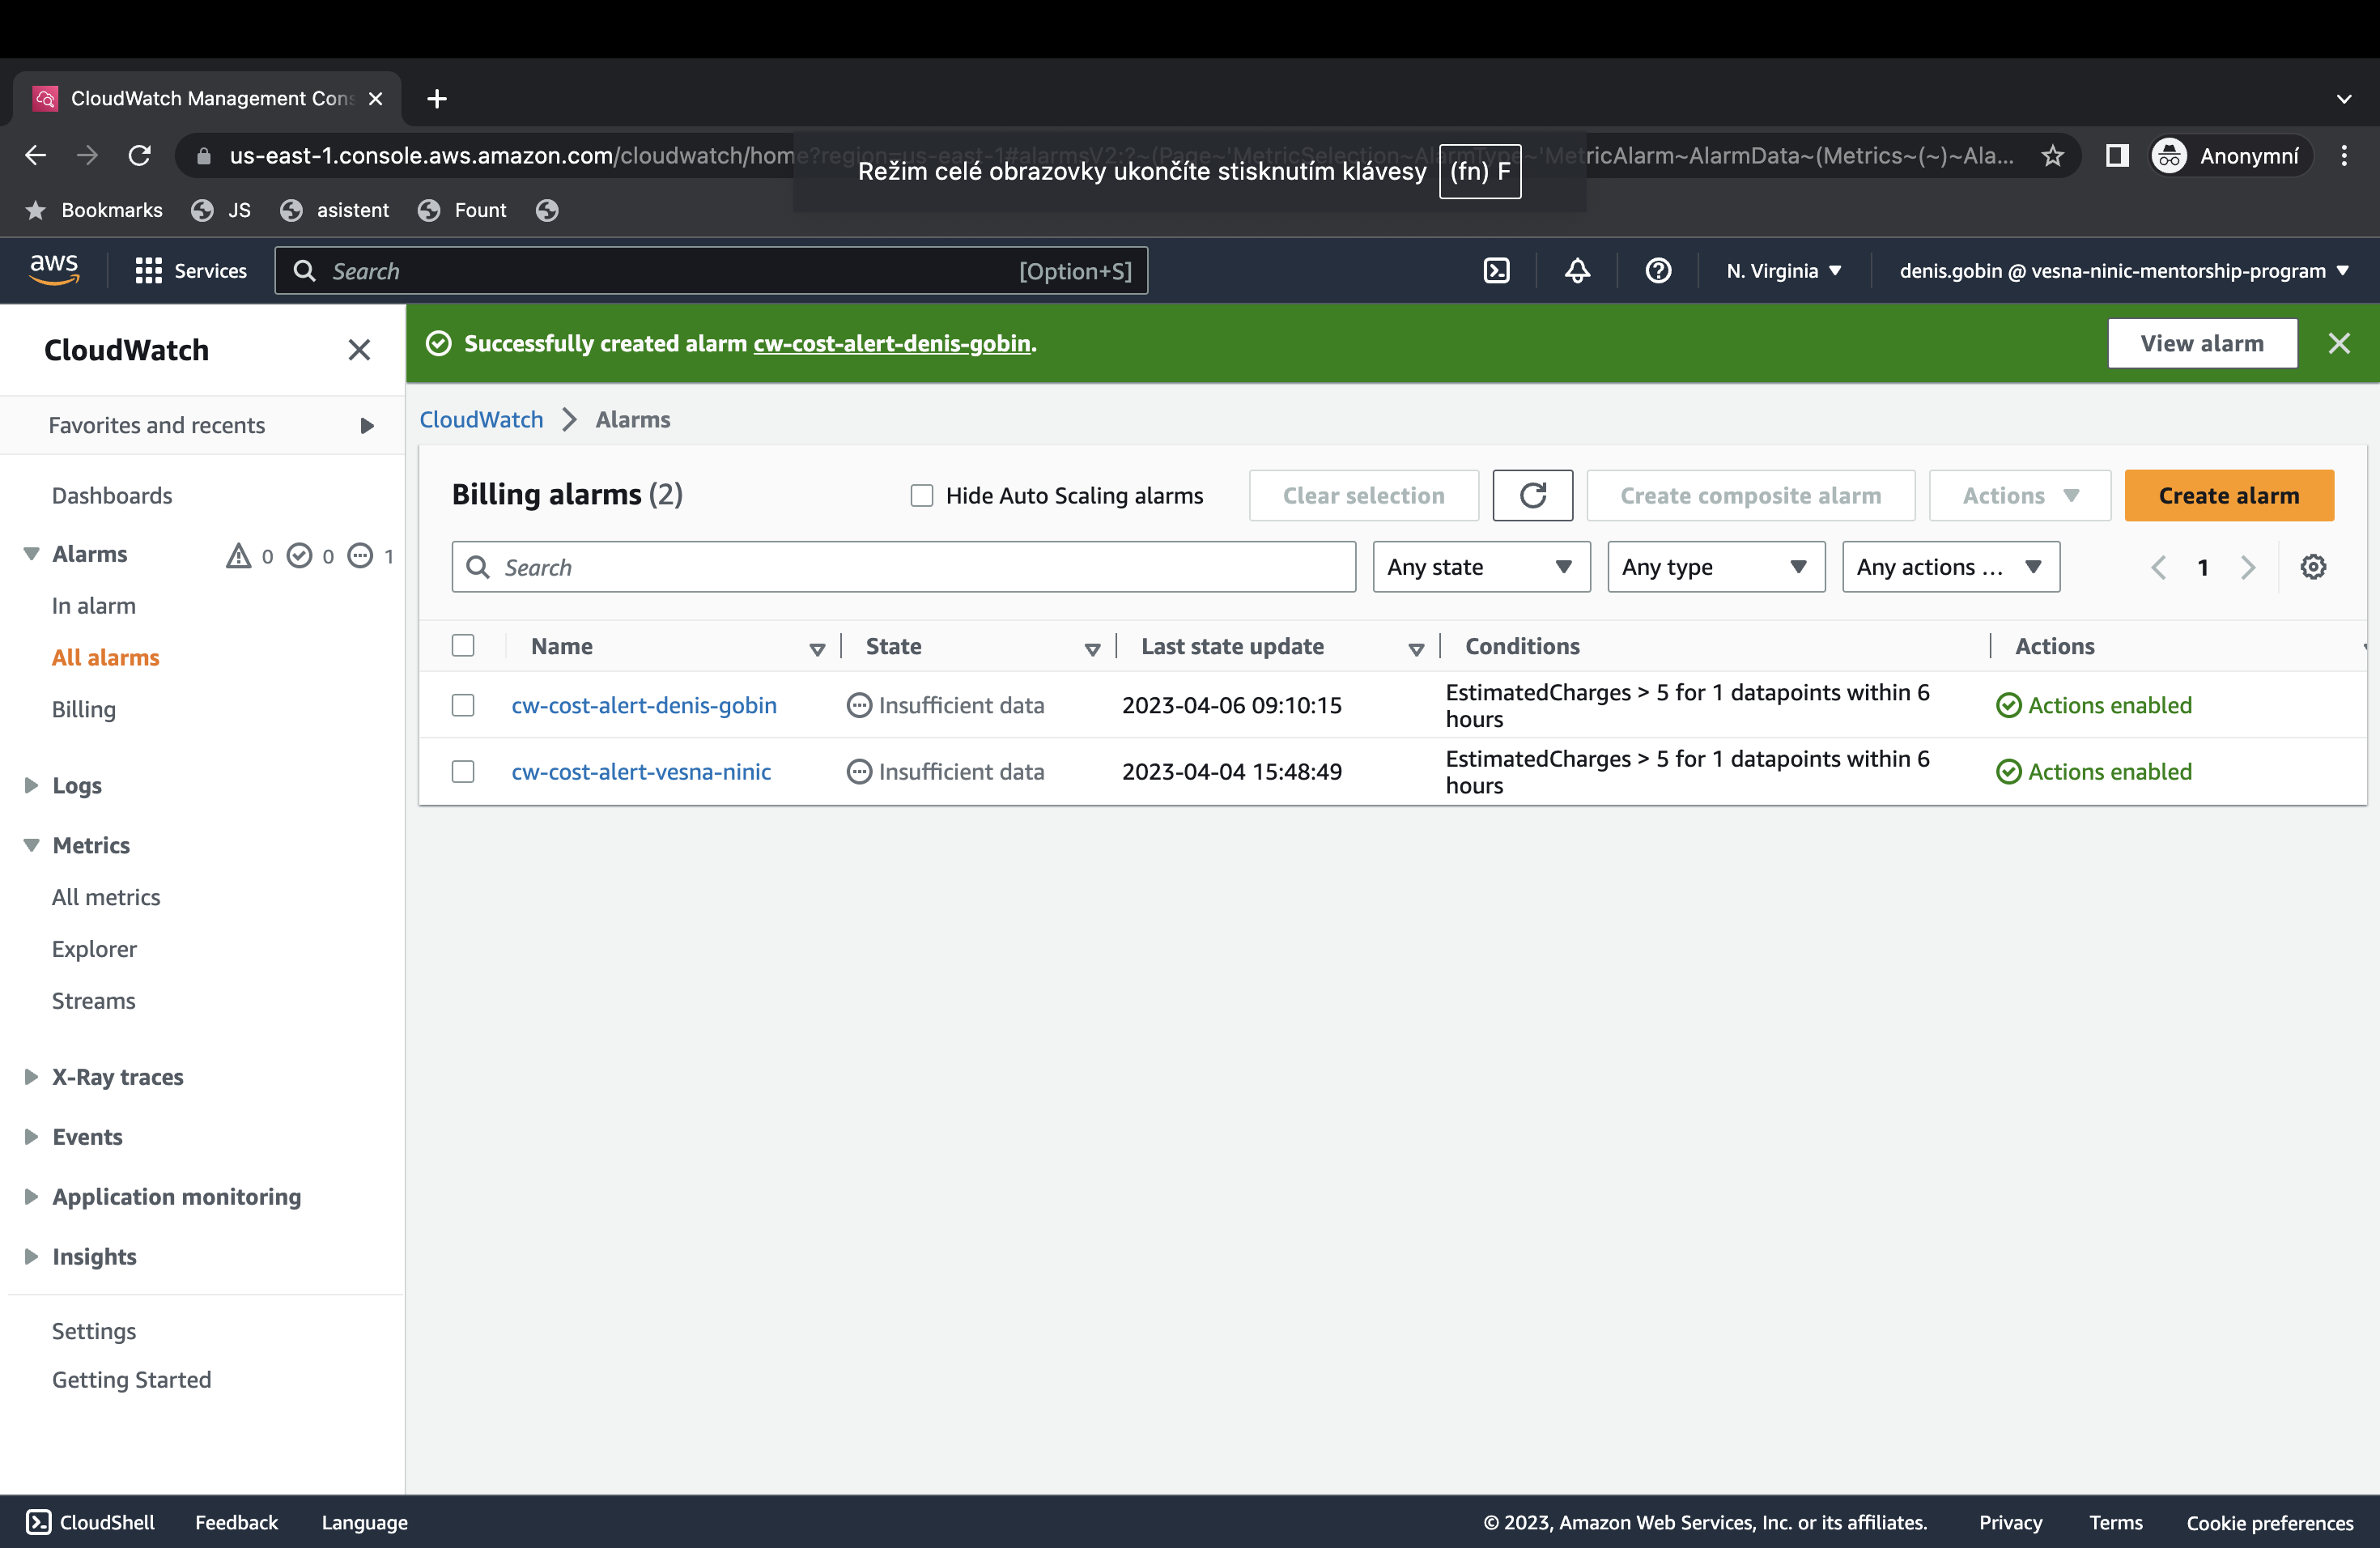 CloudWatch Management Cons
us-east-1.console.aws.amazon.com/cloudwatch/home?region=us-east-1#alarmsV2:?~(Page~'MetricSelection~AlarmType~'MetricAlarm~AlarmData~(Metrics~(~)~Ala...
Anonymní
Režim celé obrazovky ukončíte stisknutím klávesy (fn) F
Bookmarks JS asistent Fount
aws Services Search [Option+S] N. Virginia denis.gobin @ vesna-ninic-mentorship-program
CloudWatch
Favorites and recents
Dashboards
Alarms 0 0 1
In alarm
All alarms
Billing
Logs
Metrics
All metrics
Explorer
Streams
X-Ray traces
Events
Application monitoring
Insights
Settings
Getting Started
Successfully created alarm cw-cost-alert-denis-gobin. View alarm
CloudWatch Alarms
Billing alarms (2) Hide Auto Scaling alarms Clear selection Create composite alarm Actions Create alarm
Search Any state Any type Any actions ... 1
Name State Last state update Conditions Actions
cw-cost-alert-denis-gobin Insufficient data 2023-04-06 09:10:15 EstimatedCharges > 5 for 1 datapoints within 6 Actions enabled
hours
cw-cost-alert-vesna-ninic Insufficient data 2023-04-04 15:48:49 EstimatedCharges > 5 for 1 datapoints within 6 Actions enabled
hours
CloudShell Feedback Language © 2023, Amazon Web Services, Inc. or its affiliates. Privacy Terms Cookie preferences